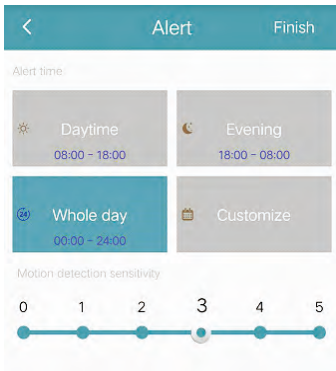 Alert Finish
Alert time:
Daytime Evening
08:00 - 18:00 18:00 - 08:00
24 Whole day Customize
00:00 - 24:00
Motion detection sensitivity
0 1 2 3 4 5